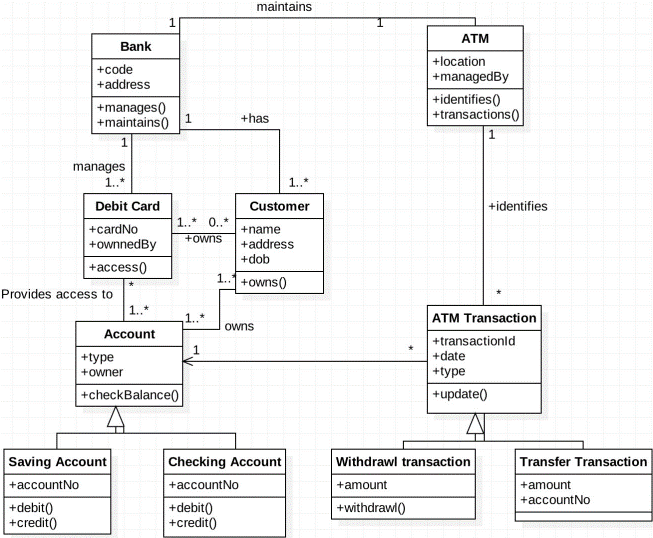 maintains
1
1
Bank
+code
+address
+manages()
+maintains()
ATM
+location
+managedBy
+identifies()
+transactions()
1
+has
1
1
manages
1..*
1..*
+identifies
Debit Card
+cardNo
+ownnedBy
+access()
1..*
0..*
+owns
Customer
+name
+address
+dob
+owns()
*
Provides access to
1..*
1..*
1..*
owns
*
Account
+type
+owner
+checkBalance()
1
*
ATM Transaction
+transactionId
+date
+type
+update()
Saving Account
+accountNo
+debit()
+credit()
Checking Account
+accountNo
+debit()
+credit()
Withdrawl transaction
+amount
+withdrawl()
Transfer Transaction
+amount
+accountNo